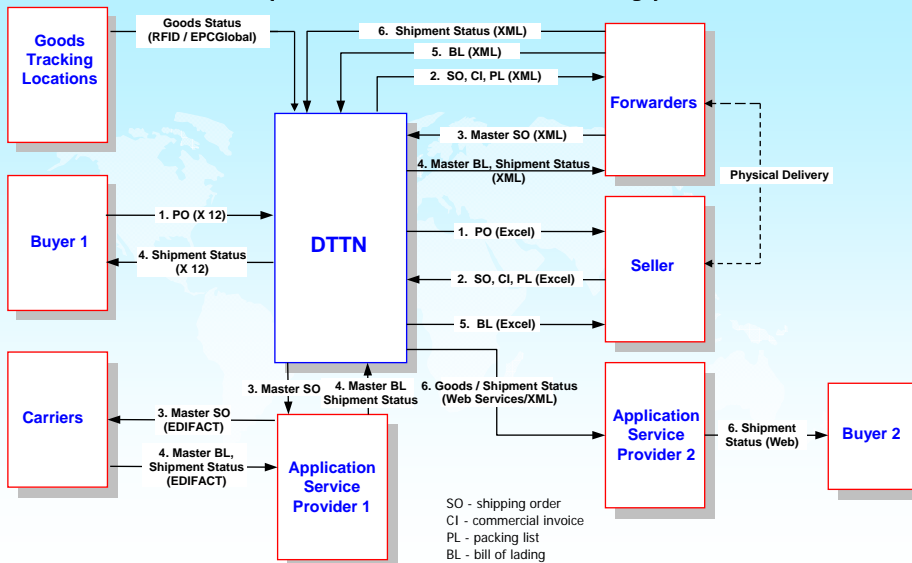 Goods
Tracking
Locations
Goods Status
(RFID / EPCGlobal)
6. Shipment Status (XML)
5. BL (XML)
2. SO, CI, PL (XML)
Forwarders
3. Master SO (XML)
4. Master BL, Shipment Status
(XML)
Physical Delivery
Buyer 1
1. PO (X 12)
4. Shipment Status
(X 12)
DTTN
1. PO (Excel)
Seller
2. SO, CI, PL (Excel)
5. BL (Excel)
Carriers
3. Master SO
4. Master BL
Shipment Status
6. Goods / Shipment Status
(Web Services/XML)
3. Master SO
(EDIFACT)
4. Master BL,
Shipment Status
(EDIFACT)
Application
Service
Provider 1
Application
Service
Provider 2
6. Shipment
Status (Web)
Buyer 2
SO - shipping order
CI - commercial invoice
PL - packing list
BL - bill of lading